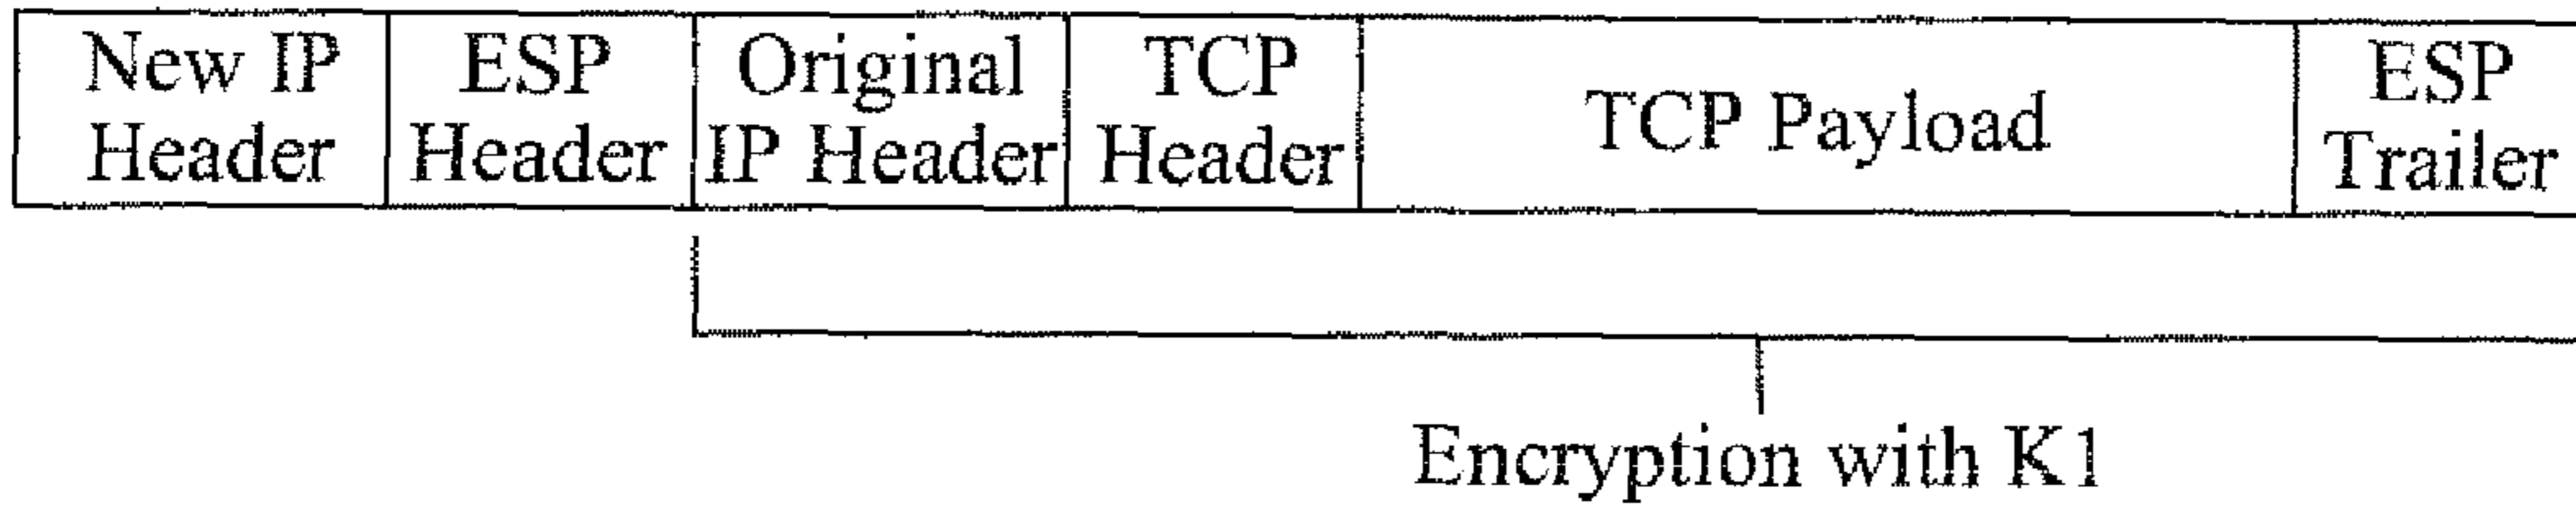 New IP
Header
ESP
Header
Original
IP Header
TCP
Header
TCP Payload
ESP
Trailer
Encryption with K1